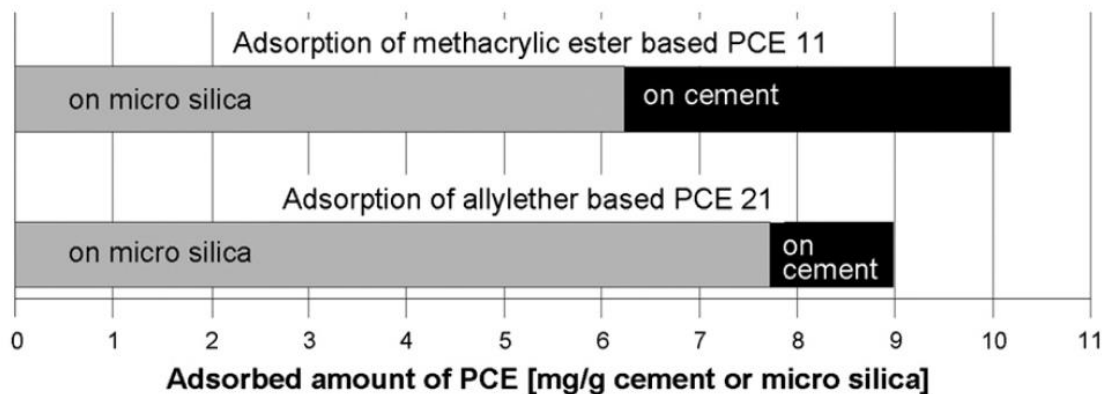 Adsorption of methacrylic ester based PCE 11
on micro silica
on cement
Adsorption of allylether based PCE 21
on micro silica
on
cement
0 1 2 3 4 5 6 7 8 9 10 11
Adsorbed amount of PCE [mg/g cement or micro silica]